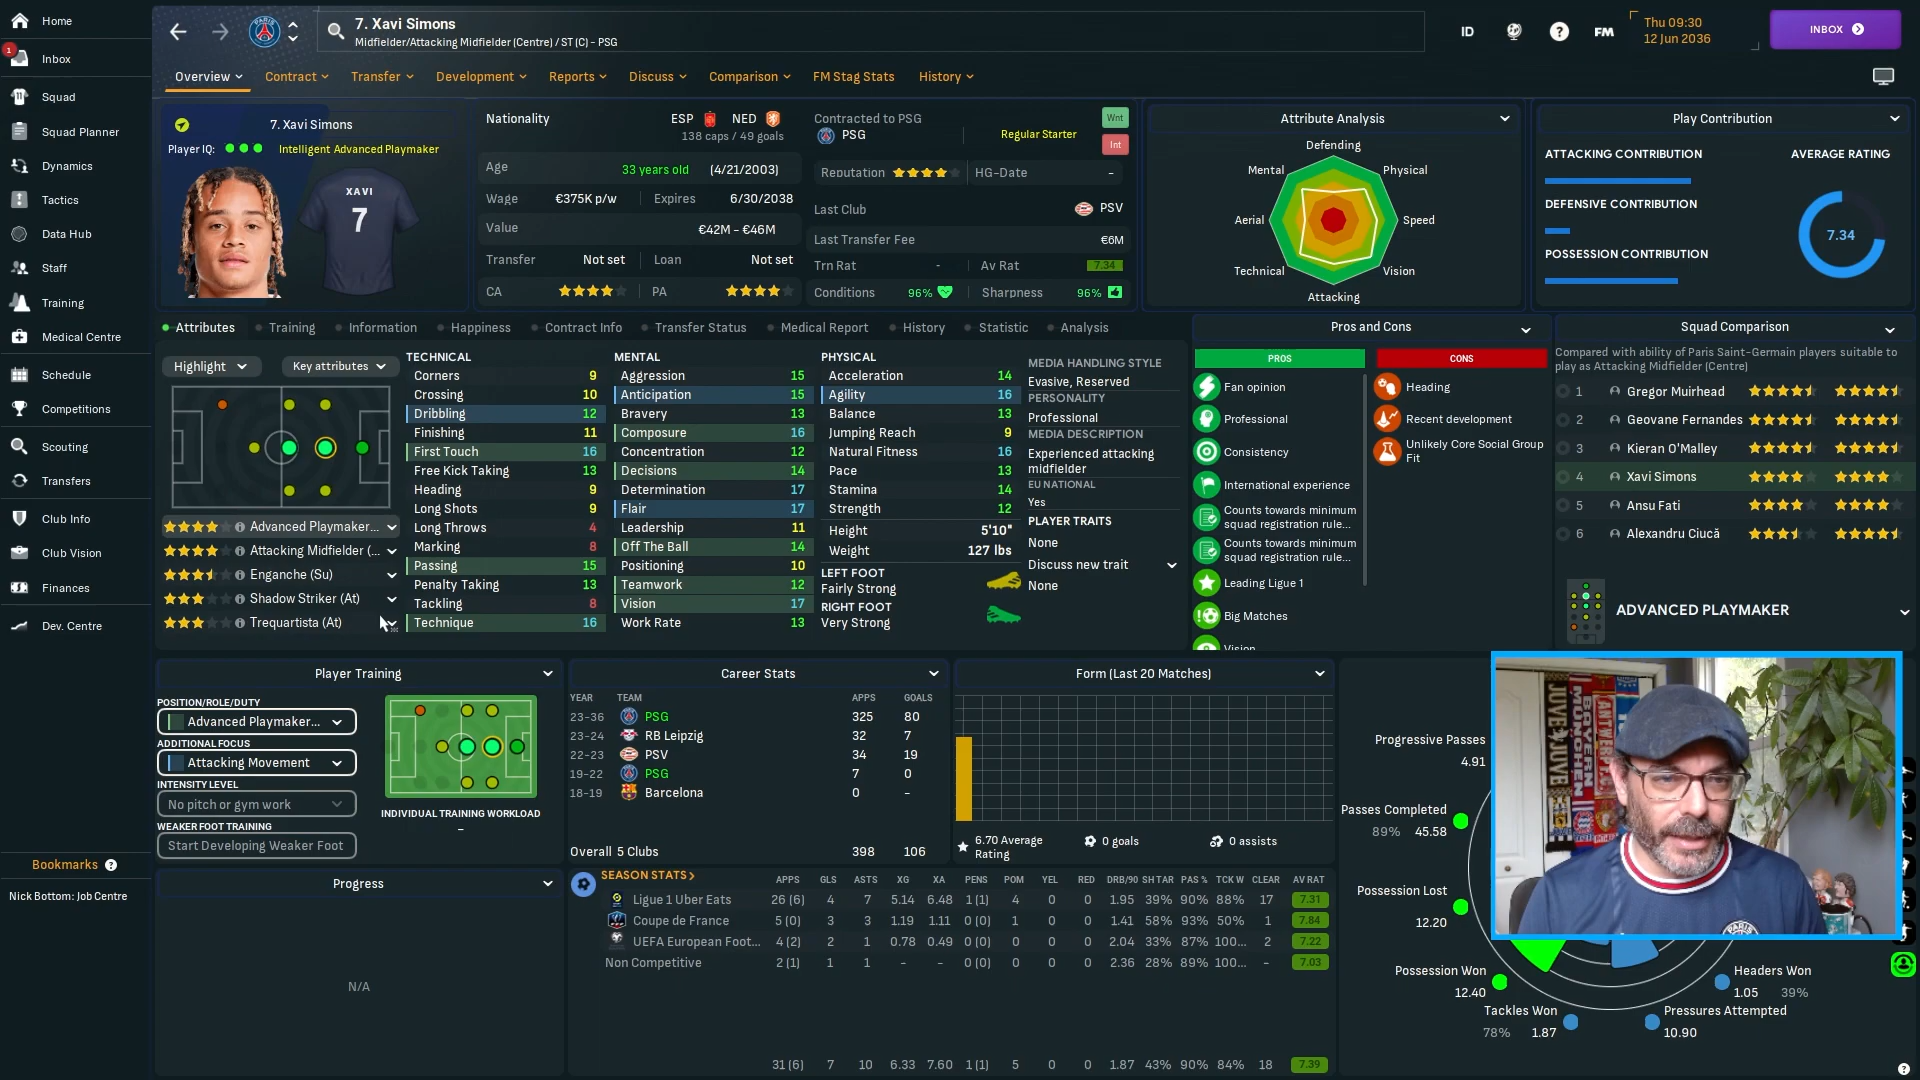 Home
1
Inbox
Squad
Squad Planner
Dynamics
Tactics
Data Hub
Staff
Training
Medical Centre
Schedule
Competitions
Scouting
Transfers
Club Info
Club Vision
Finances
Dev. Centre
Bookmarks ?
Nick Bottom: Job Centre
7. Xavi Simons
Midfielder/Attacking Midfielder (Centre) / ST (C) - PSG
ID
?
FM
Thu 09:30
12 Jun 2036
INBOX
Overview Contract Transfer Development Reports Discuss Comparison FM Stag Stats History
7. Xavi Simons
Player IQ: Intelligent Advanced Playmaker
XAVI
7
Nationality ESP NED
138 caps / 49 goals
Age 33 years old (4/21/2003)
Wage €375K p/w Expires 6/30/2038
Value €42M - €46M
Transfer Not set Loan Not set
CA PA
Contracted to PSG
PSG Regular Starter
Wnt
Int
Reputation HG-Date -
Last Club PSV
Last Transfer Fee €6M
Trn Rat - Av Rat 7.34
Conditions 96% Sharpness 96%
Attribute Analysis
Defending
Mental Physical
Aerial Speed
Technical Vision
Attacking
Play Contribution
ATTACKING CONTRIBUTION
DEFENSIVE CONTRIBUTION
POSSESSION CONTRIBUTION
AVERAGE RATING
7.34
Attributes Training Information Happiness Contract Info Transfer Status Medical Report History Statistic Analysis
Highlight Key attributes
Advanced Playmaker...
Attacking Midfielder (...
Enganche (Su)
Shadow Striker (At)
Trequartista (At)
TECHNICAL
Corners 9
Crossing 10
Dribbling 12
Finishing 11
First Touch 16
Free Kick Taking 13
Heading 9
Long Shots 9
Long Throws 4
Marking 8
Passing 15
Penalty Taking 13
Tackling 8
Technique 16
MENTAL
Aggression 15
Anticipation 15
Bravery 13
Composure 16
Concentration 12
Decisions 14
Determination 17
Flair 17
Leadership 11
Off The Ball 14
Positioning 10
Teamwork 12
Vision 17
Work Rate 13
PHYSICAL
Acceleration 14
Agility 16
Balance 13
Jumping Reach 9
Natural Fitness 16
Pace 13
Stamina 14
Strength 12
Height 5'10"
Weight 127 lbs
LEFT FOOT
Fairly Strong
RIGHT FOOT
Very Strong
MEDIA HANDLING STYLE
Evasive, Reserved
PERSONALITY
Professional
MEDIA DESCRIPTION
Experienced attacking
midfielder
EU NATIONAL
Yes
PLAYER TRAITS
None
Discuss new trait
None
Pros and Cons
PROS
Fan opinion
Professional
Consistency
International experience
Counts towards minimum
squad registration rule...
Counts towards minimum
squad registration rule...
Leading Ligue 1
Big Matches
Vision
CONS
Heading
Recent development
Unlikely Core Social Group
Fit
Squad Comparison
Compared with ability of Paris Saint-Germain players suitable to
play as Attacking Midfielder (Centre)
1 Gregor Muirhead
2 Geovane Fernandes
3 Kieran O'Malley
4 Xavi Simons
5 Ansu Fati
6 Alexandru Ciucă
ADVANCED PLAYMAKER
Player Training
POSITION/ROLE/DUTY
Advanced Playmaker...
ADDITIONAL FOCUS
Attacking Movement
INTENSITY LEVEL
No pitch or gym work
WEAKER FOOT TRAINING
Start Developing Weaker Foot
INDIVIDUAL TRAINING WORKLOAD
-
Career Stats
YEAR TEAM APPS GOALS
23-36 PSG 325 80
23-24 RB Leipzig 32 7
22-23 PSV 34 19
19-22 PSG 7 0
18-19 Barcelona 0 -
Overall 5 Clubs 398 106
Form (Last 20 Matches)
6.70 Average
Rating
0 goals
0 assists
Progress
N/A
SEASON STATS> APPS GLS ASTS XG XA PENS POM YEL RED DRB/90 SH TAR PAS % TCK W CLEAR AV RAT
Ligue 1 Uber Eats 26 (6) 4 7 5.14 6.48 1 (1) 4 0 0 1.95 39% 90% 88% 17 7.31
Coupe de France 5 (0) 3 3 1.19 1.11 0 (0) 1 0 0 1.41 58% 93% 50% 1 7.84
UEFA European Foot... 4 (2) 2 1 0.78 0.49 0 (0) 0 0 0 2.04 33% 87% 100... 2 7.22
Non Competitive 2 (1) 1 1 - - 0 (0) 0 0 0 2.36 28% 89% 100... - 7.03
31 (6) 7 10 6.33 7.60 1 (1) 5 0 0 1.87 43% 90% 84% 18 7.39
Progressive Passes
4.91
Passes Completed
89% 45.58
Possession Lost
12.20
Possession Won
12.40
Tackles Won
78% 1.87
Headers Won
1.05 39%
Pressures Attempted
10.90
JUVE JUVE
BAYERN
MÜNCHEN
ANTWERP
PARIS
?